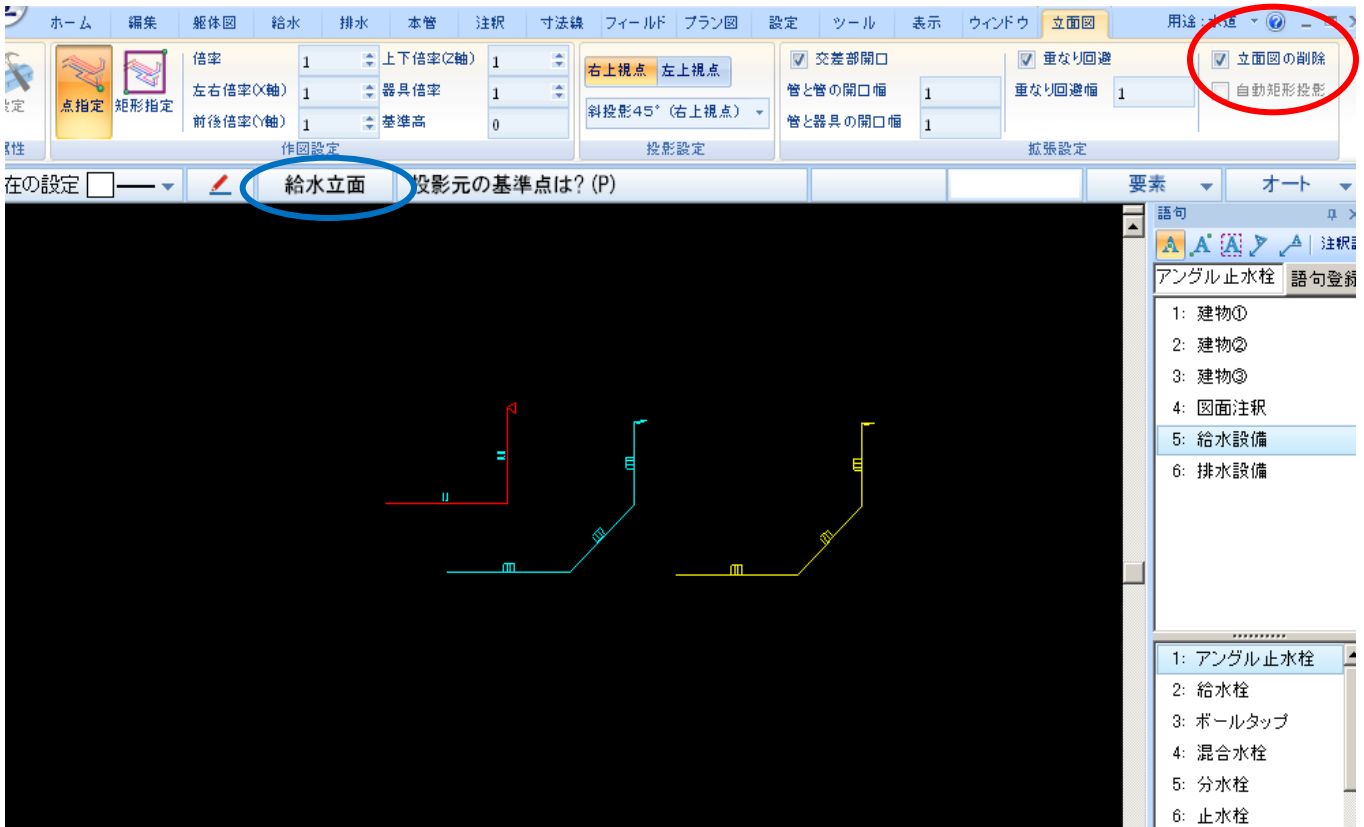 ホーム 編集 躯体図 給水 排水 本管 注釈 寸法線 フィールド プラン図 設定 ツール 表示 ウィンドウ 立面図 用途:水道
倍率 1 上下倍率(Z軸) 1 右上視点 左上視点 交差部開口 重なり回避 立面図の削除
定 点指定 矩形指定 左右倍率(X軸) 1 器具倍率 1 管と管の開口幅 1 重なり回避幅 1 自動矩形投影
前後倍率(Y軸) 1 基準高 0 斜投影45°(右上視点) 管と器具の開口幅 1
性 作図設定 投影設定 拡張設定
在の設定 給水立面 投影元の基準点は?(P) 要素 オート
語句
注釈
アングル止水栓 語句登録
1: 建物①
2: 建物②
3: 建物③
4: 図面注釈
5: 給水設備
6: 排水設備
1: アングル止水栓
2: 給水栓
3: ボールタップ
4: 混合水栓
5: 分水栓
6: 止水栓